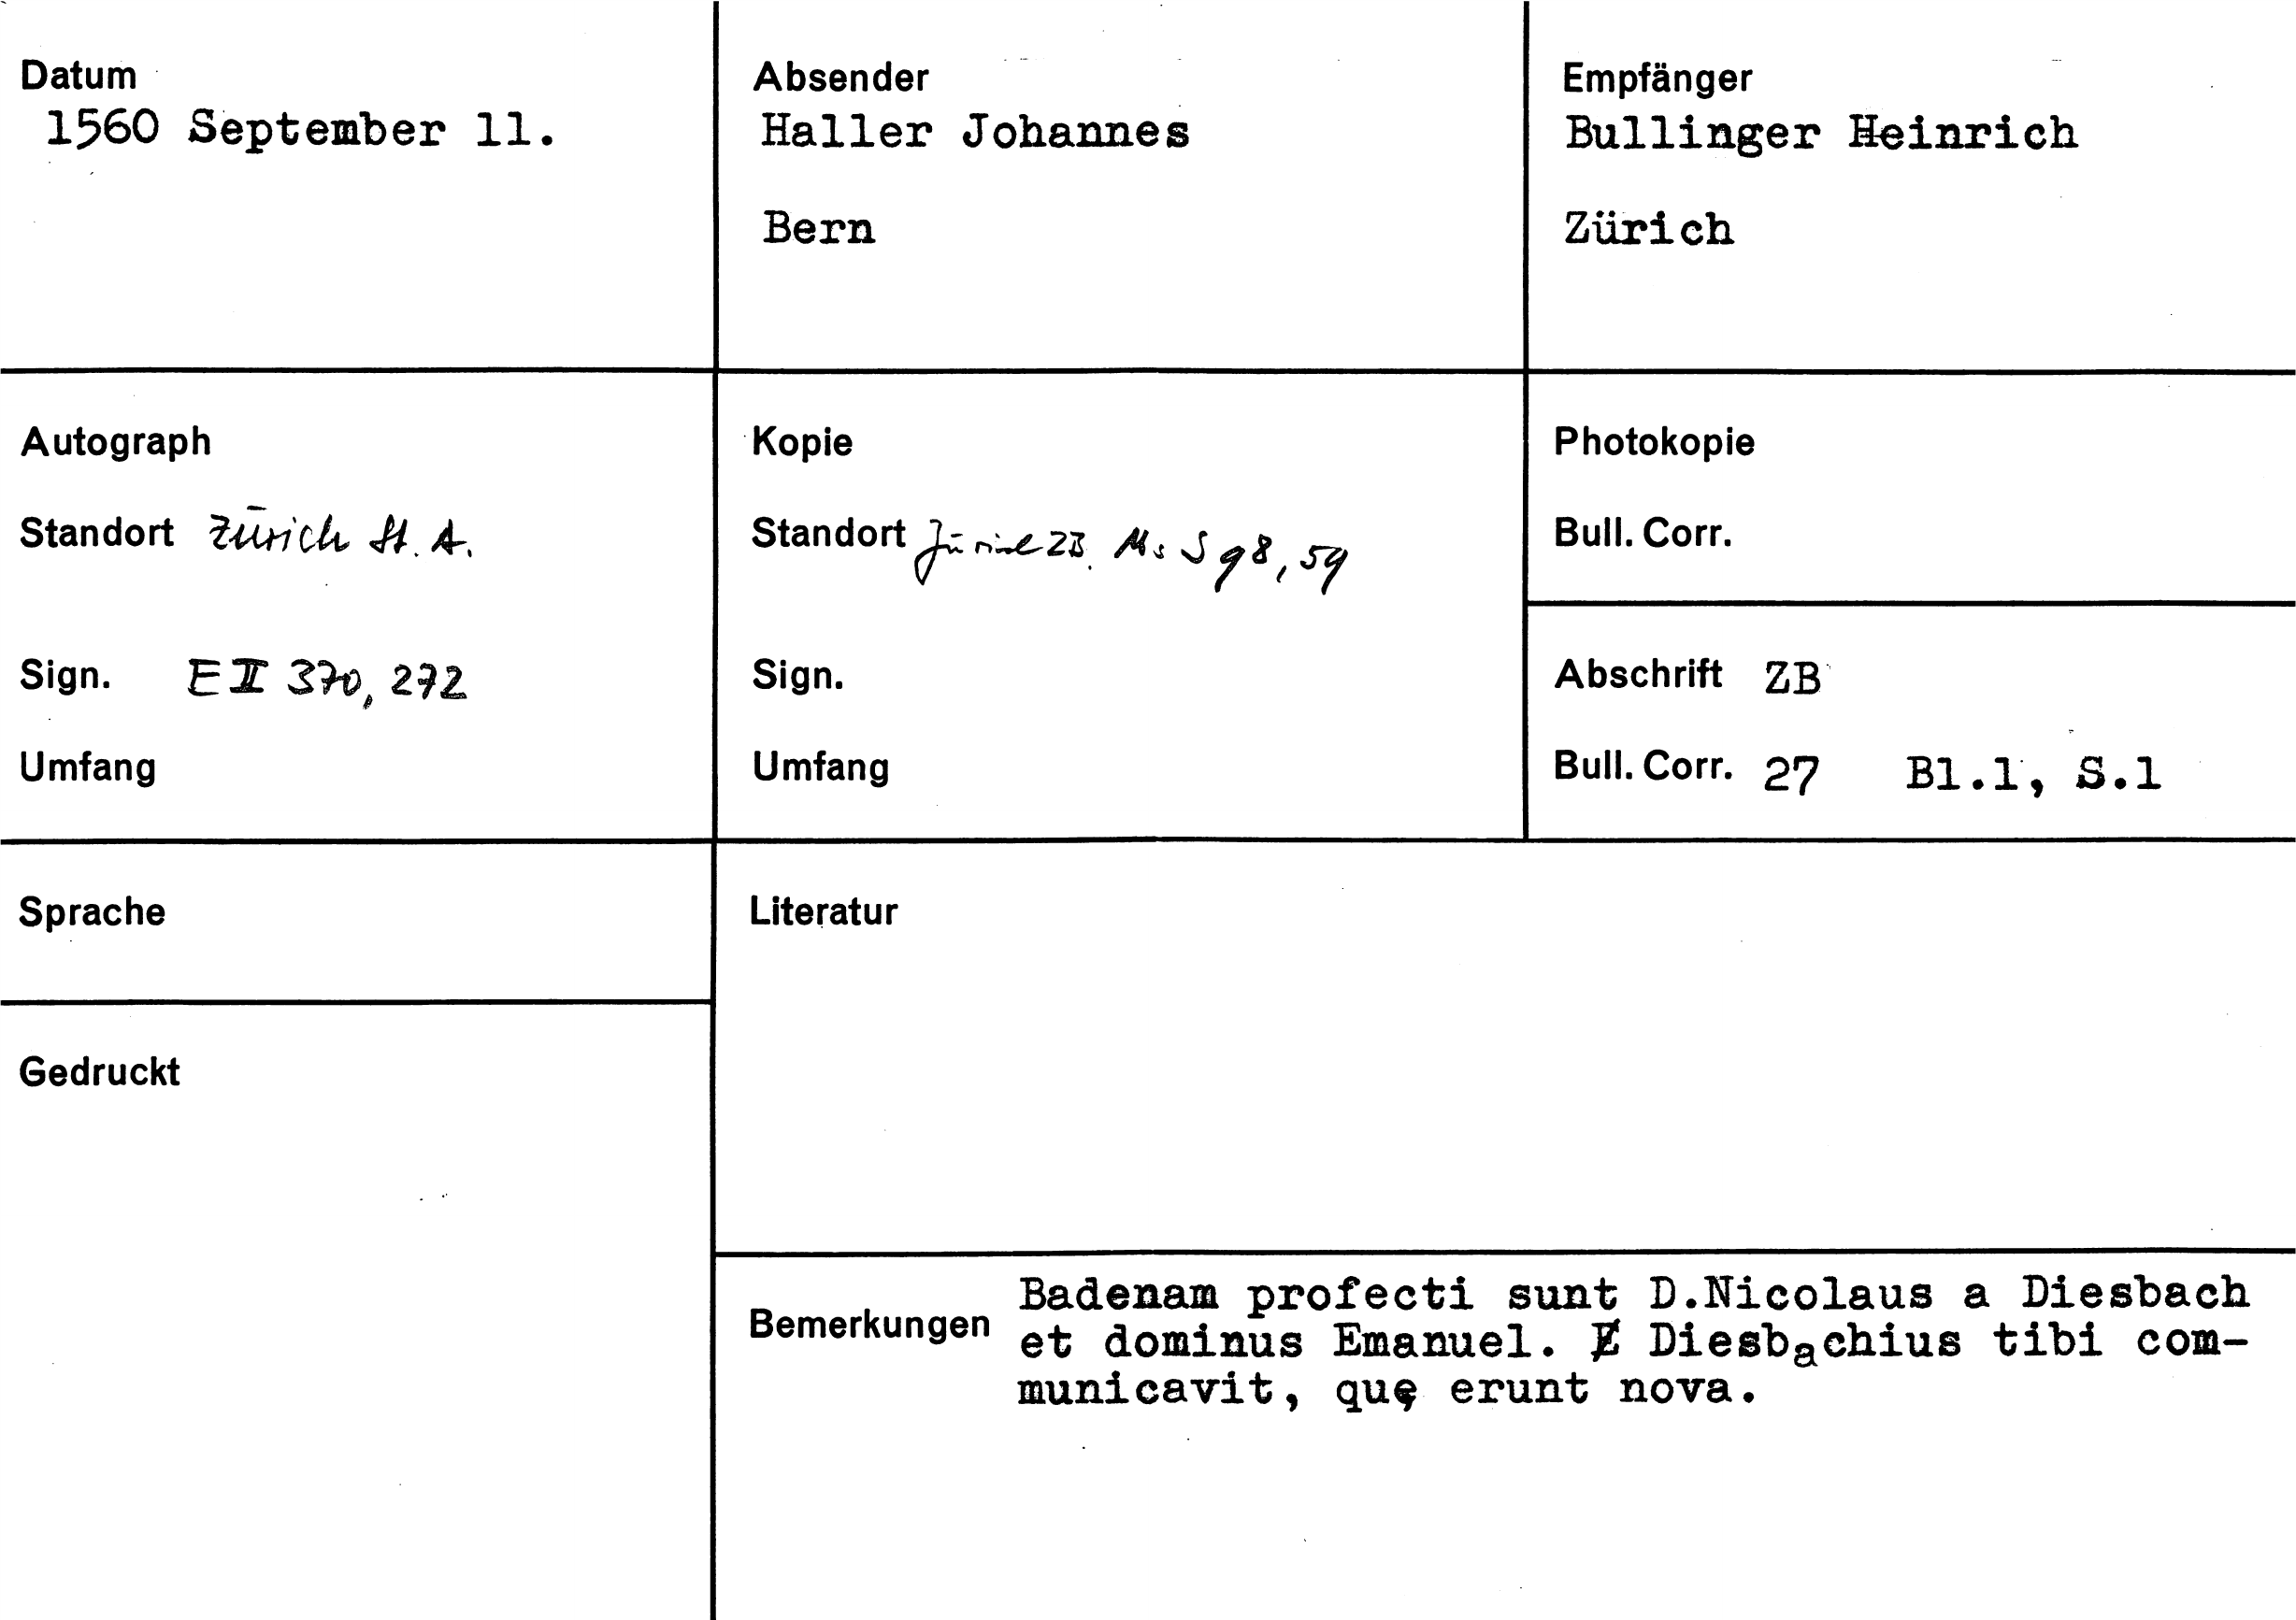 Datum
1560 September 11.
Absender
Haller Johannes
Bern
Empfänger
Bullinger Heinrich
Zürich
Autograph
Standort Zürich St. A.
Sign. E II 370, 272
Umfang
Kopie
Standort Zürich ZB. Ms S 98, 59
Sign.
Umfang
Photokopie
Bull. Corr.
Abschrift ZB
Bull. Corr. 27 Bl.1, S.1
Sprache
Literatur
Gedruckt
Bemerkungen
Badenam profecti sunt D.Nicolaus a Diesbach
et dominus Emanuel. Diesbachius tibi com-
municavit, quę erunt nova.